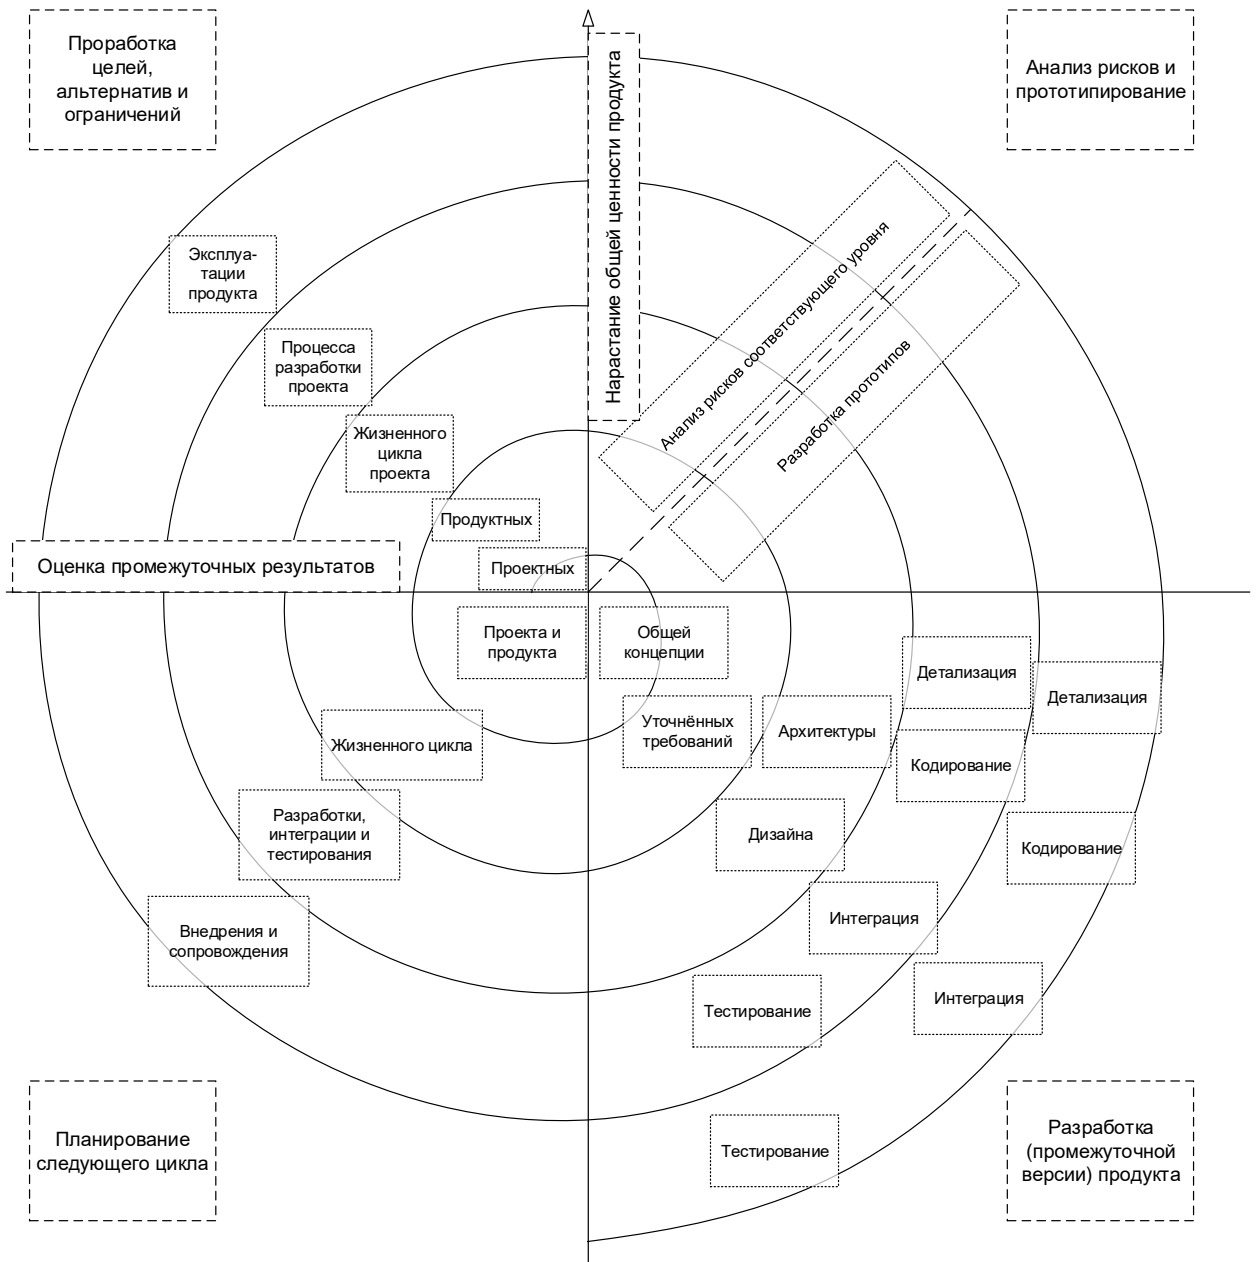 Проработка
целей,
альтернатив и
ограничений
Нарастание общей ценности продукта
Анализ рисков и
прототипирование
Эксплуа-
тации
продукта
Процесса
разработки
проекта
Жизненного
цикла
проекта
Продуктных
Проектных
Анализ рисков соответствующего уровня
Разработка прототипов
Оценка промежуточных результатов
Проекта и
продукта
Общей
концепции
Жизненного цикла
Уточнённых
требований
Архитектуры
Детализация
Детализация
Кодирование
Разработки,
интеграции и
тестирования
Дизайна
Кодирование
Внедрения и
сопровождения
Интеграция
Интеграция
Тестирование
Тестирование
Планирование
следующего цикла
Разработка
(промежуточной
версии) продукта